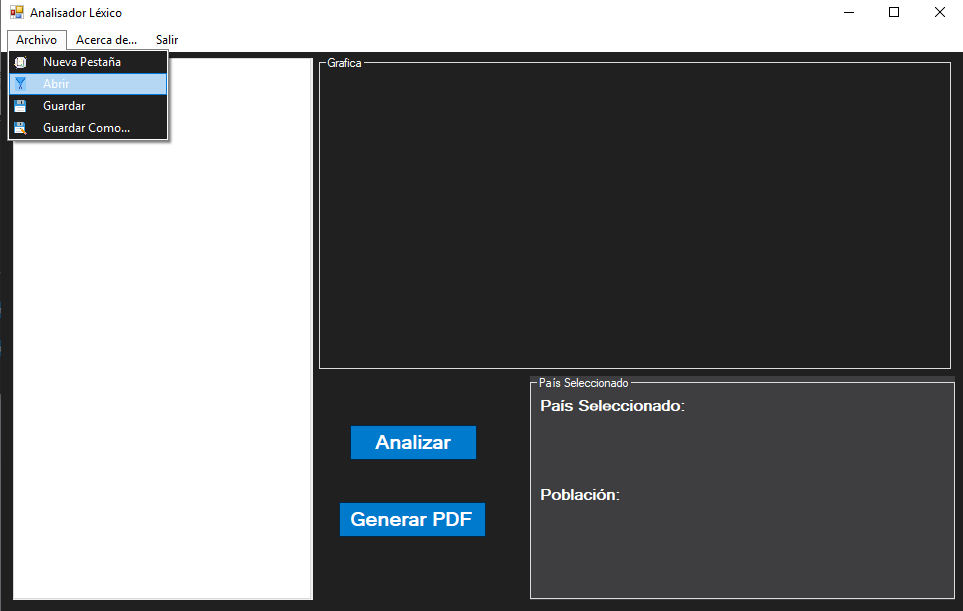 Analisador Léxico
Archivo Acerca de... Salir
Nueva Pestaña
Abrir
Guardar
Guardar Como...
Grafica
Analizar
Generar PDF
País Seleccionado
País Seleccionado:
Población: